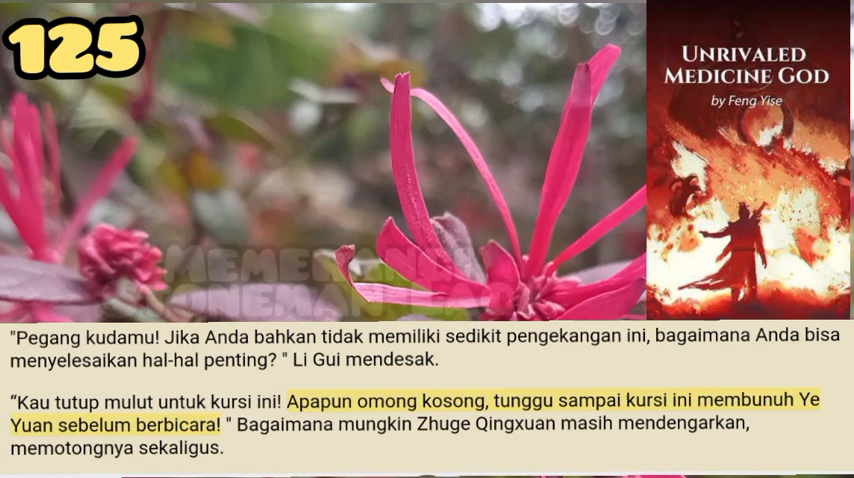 125
UNRIVALED
MEDICINE GOD
by Feng Yise
"Pegang kudamu! Jika Anda bahkan tidak memiliki sedikit pengekangan ini, bagaimana Anda bisa
menyelesaikan hal-hal penting? " Li Gui mendesak.
“Kau tutup mulut untuk kursi ini! Apapun omong kosong, tunggu sampai kursi ini membunuh Ye
Yuan sebelum berbicara! " Bagaimana mungkin Zhuge Qingxuan masih mendengarkan,
memotongnya sekaligus.